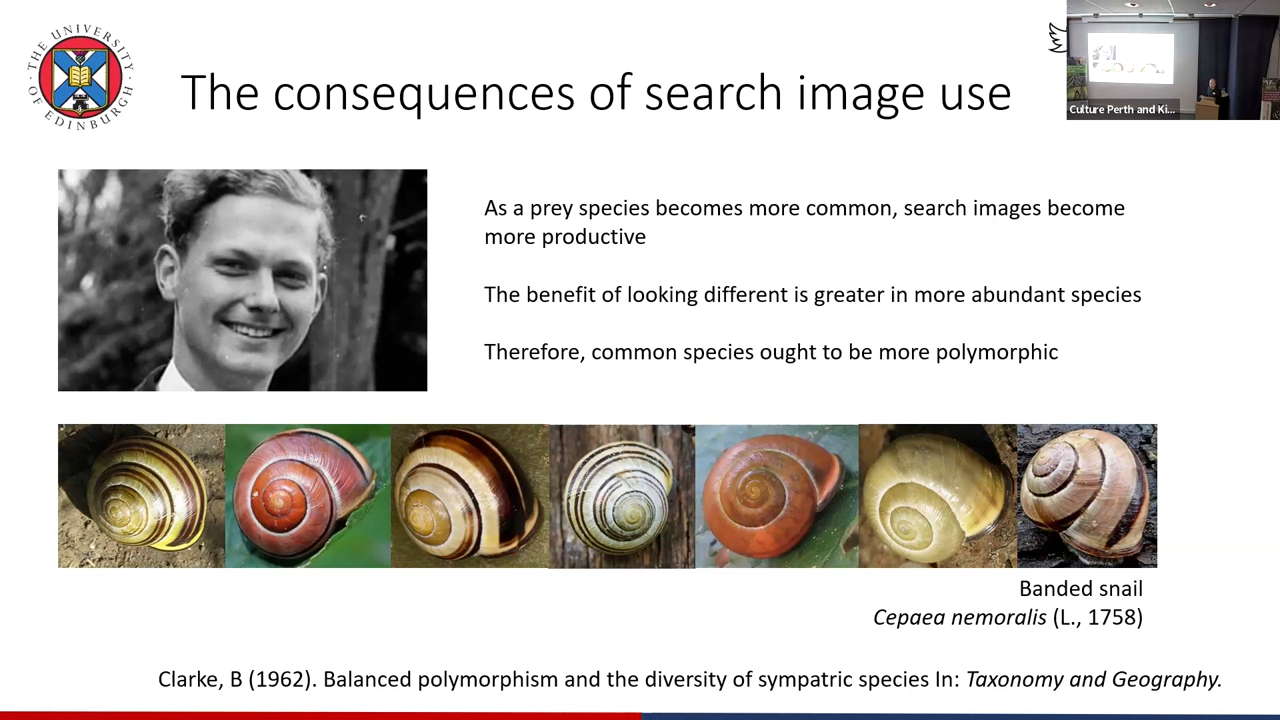 THE UNIVERSITY
OF EDINBURGH
The consequences of search image use
Culture Perth and Ki...
As a prey species becomes more common, search images become
more productive
The benefit of looking different is greater in more abundant species
Therefore, common species ought to be more polymorphic
Banded snail
Cepaea nemoralis (L., 1758)
Clarke, B (1962). Balanced polymorphism and the diversity of sympatric species In: Taxonomy and Geography.